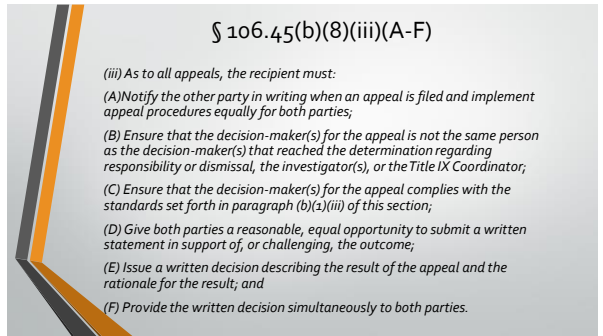 § 106.45(b)(8)(iii)(A-F)
(iii) As to all appeals, the recipient must:
(A)Notify the other party in writing when an appeal is filed and implement
appeal procedures equally for both parties;
(B) Ensure that the decision-maker(s) for the appeal is not the same person
as the decision-maker(s) that reached the determination regarding
responsibility or dismissal, the investigator(s), or the Title IX Coordinator;
(C) Ensure that the decision-maker(s) for the appeal complies with the
standards set forth in paragraph (b)(1)(iii) of this section;
(D) Give both parties a reasonable, equal opportunity to submit a written
statement in support of, or challenging, the outcome;
(E) Issue a written decision describing the result of the appeal and the
rationale for the result; and
(F) Provide the written decision simultaneously to both parties.